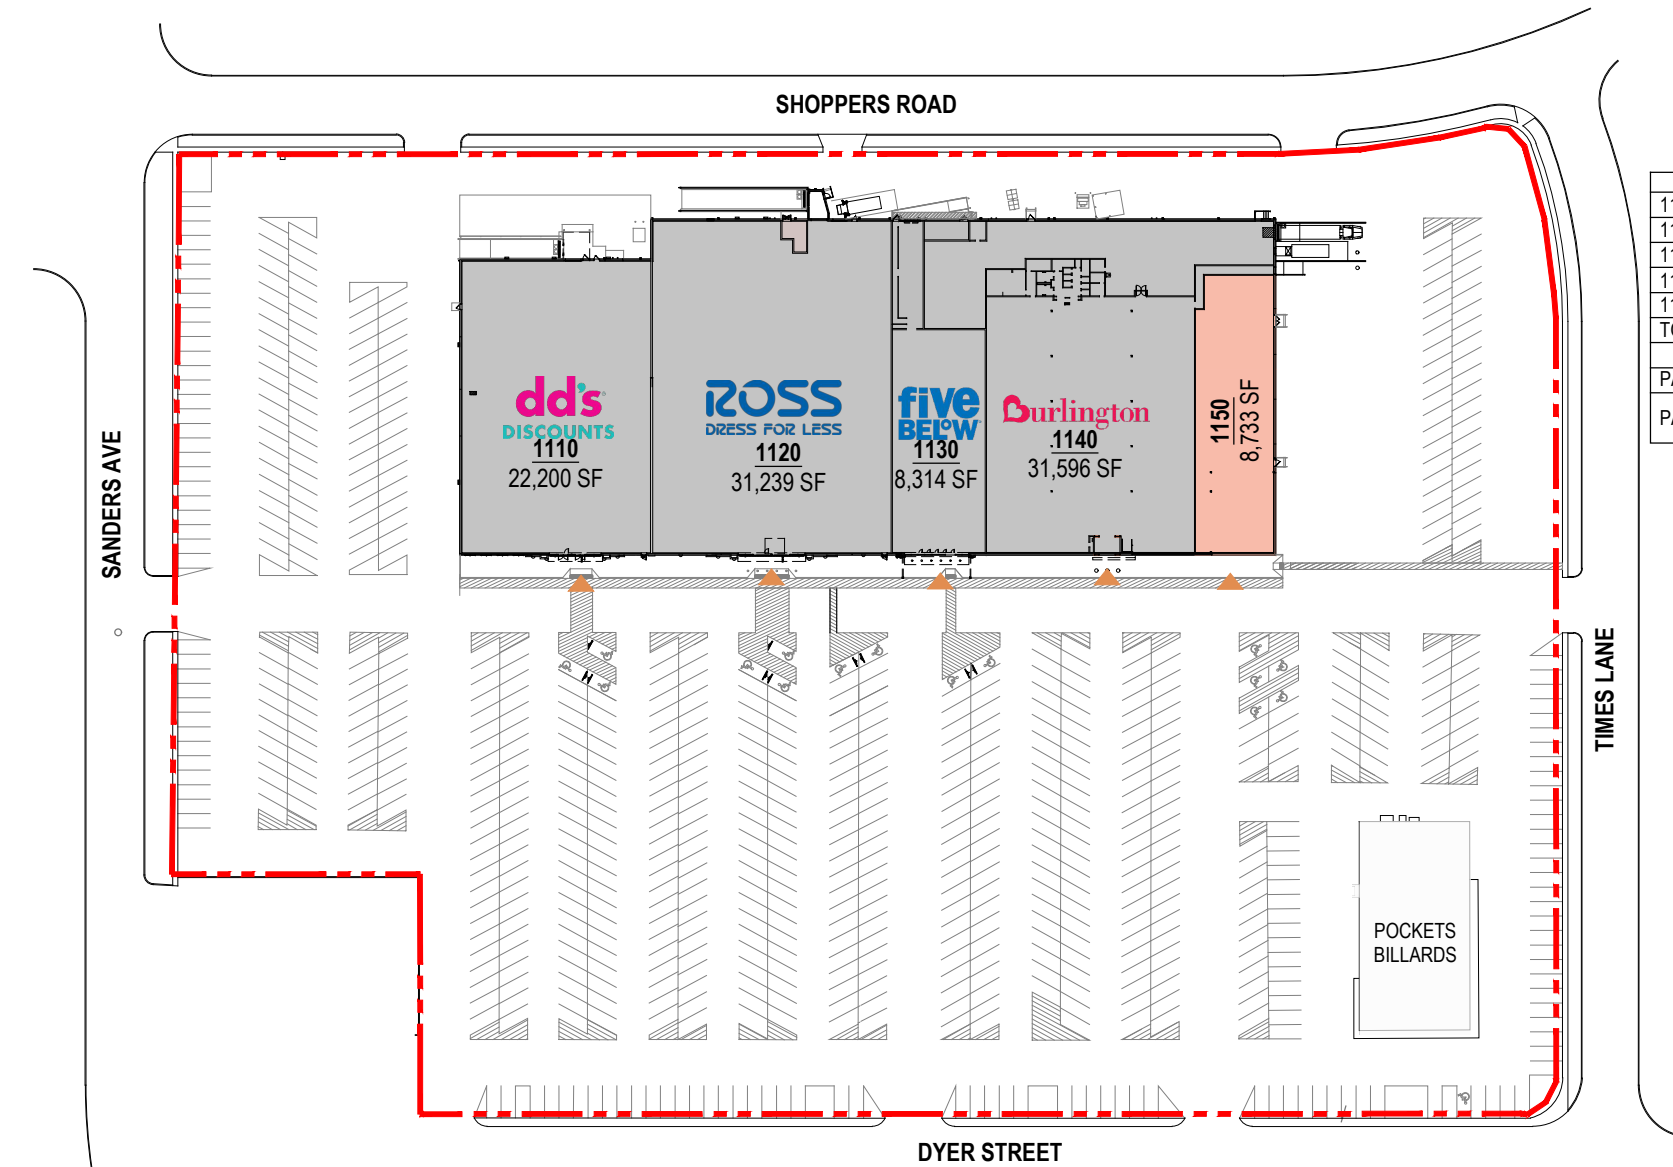 SHOPPERS ROAD
SANDERS AVE
dd's
DISCOUNTS
1110
22,200 SF
ROSS
DRESS FOR LESS
1120
31,239 SF
five
BELOW
1130
8,314 SF
Burlington
1140
31,596 SF
1150
8,733 SF
TIMES LANE
POCKETS
BILLARDS
DYER STREET